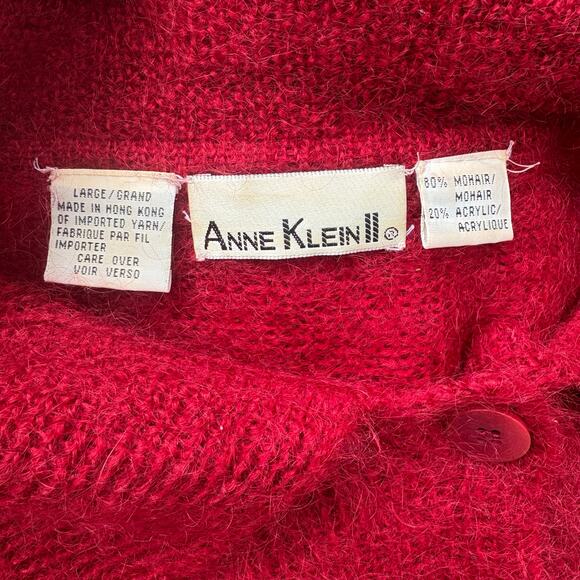 LARGE/GRAND
MADE IN HONG KONG
OF IMPORTED YARN/
FABRIQUE PAR FIL
IMPORTER
CARE OVER
VOIR VERSO
ANNE KLEIN II ®
80% MOHAIR/
MOHAIR
20% ACRYLIC/
ACRYLIQUE